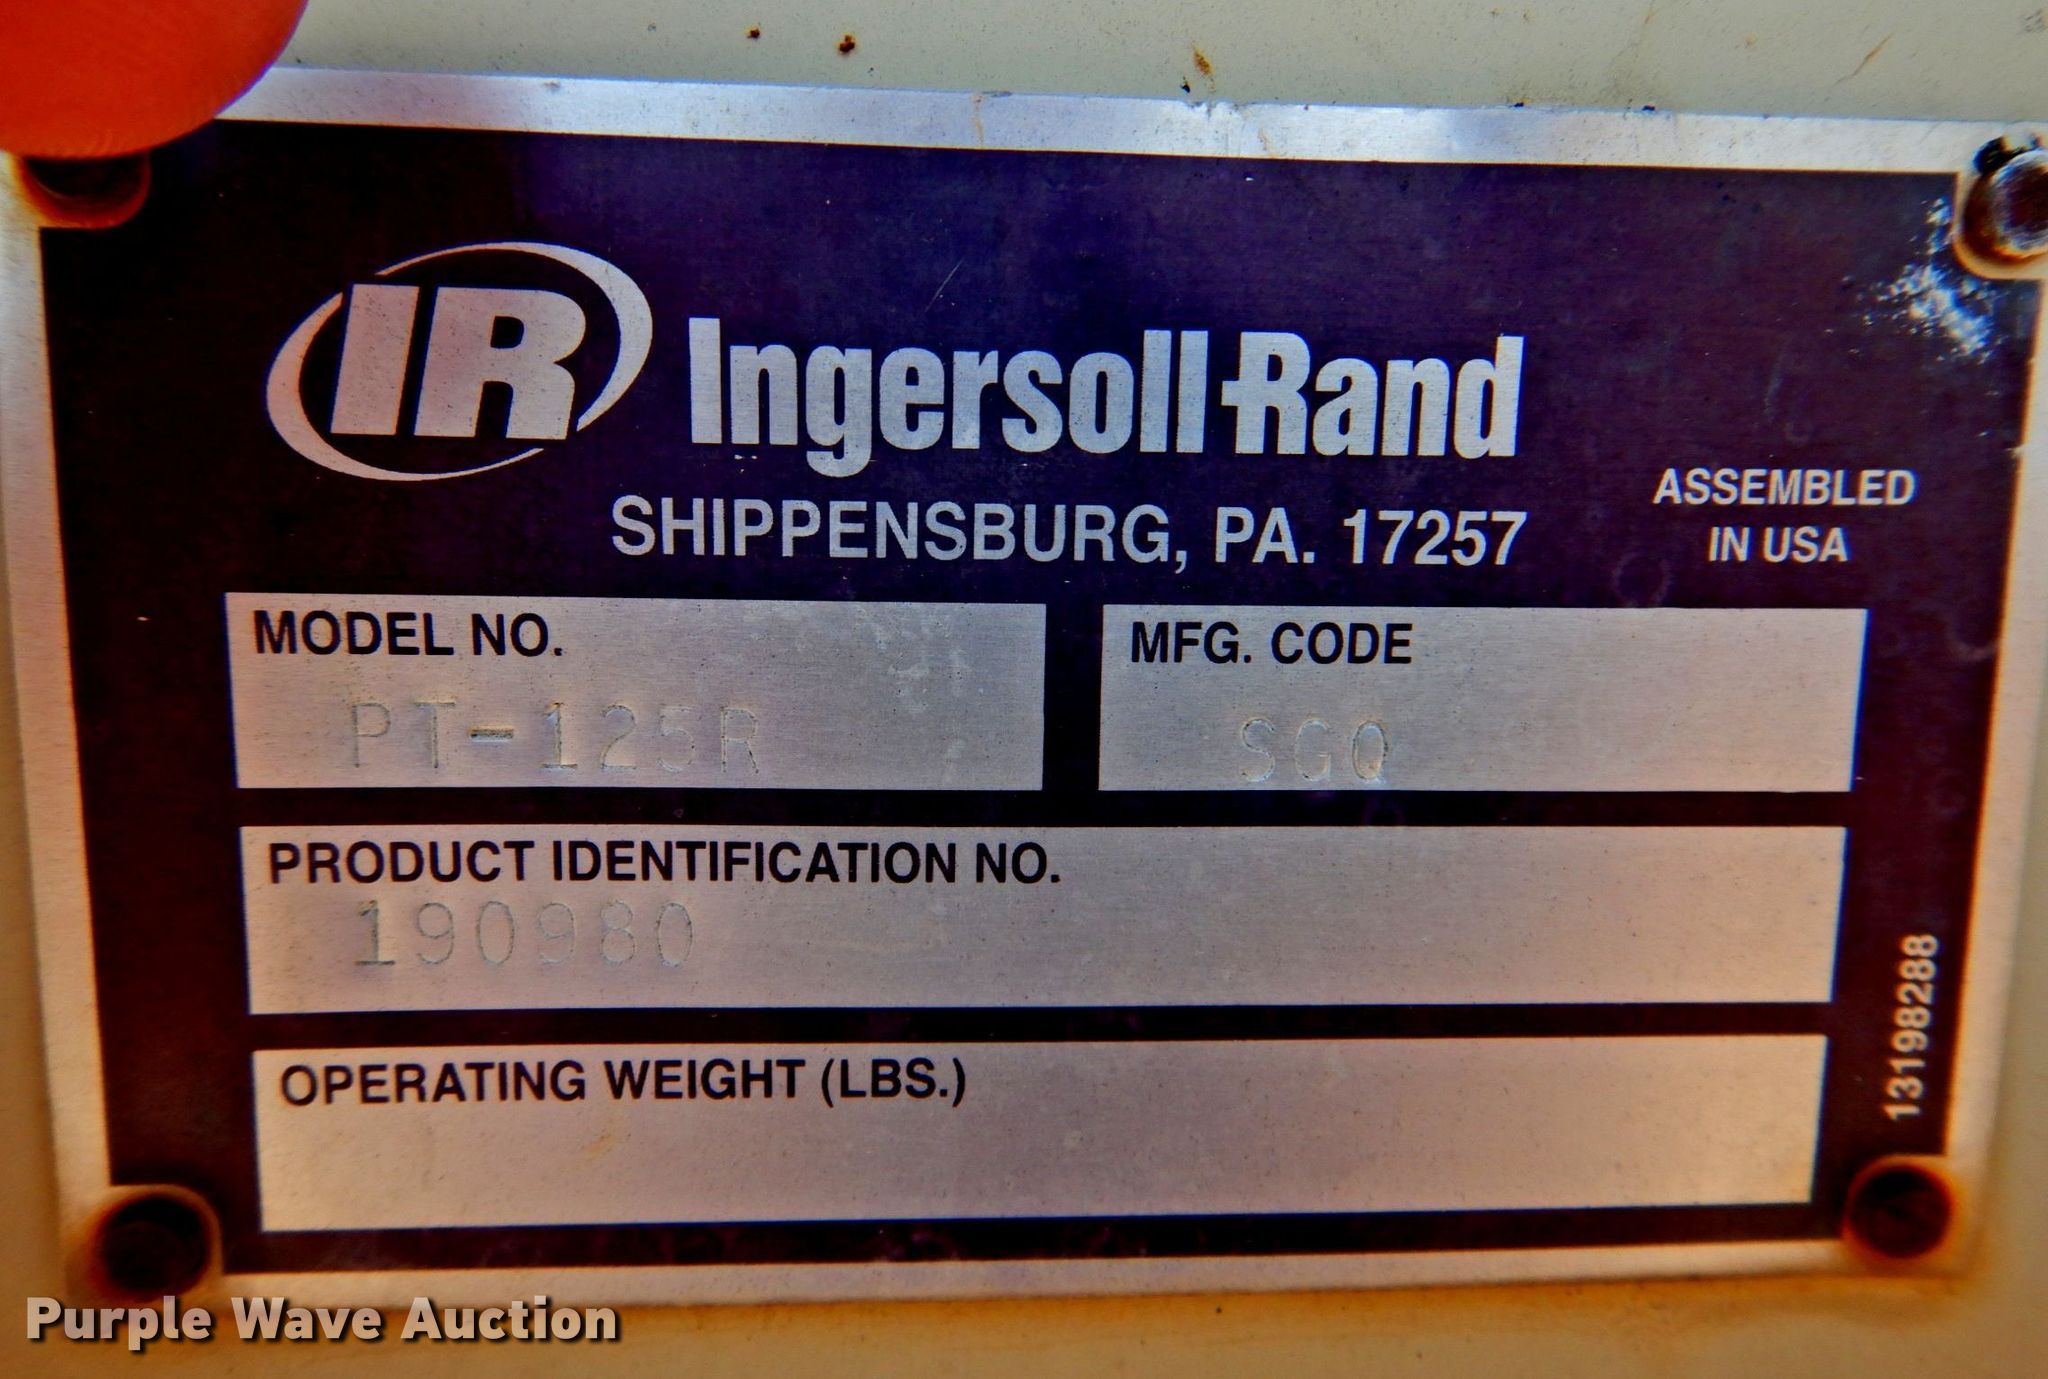 IR Ingersoll-Rand
SHIPPENSBURG, PA. 17257
ASSEMBLED
IN USA
MODEL NO.
PT-125R
MFG. CODE
SGQ
PRODUCT IDENTIFICATION NO.
190980
OPERATING WEIGHT (LBS.)
13198288
Purple Wave Auction